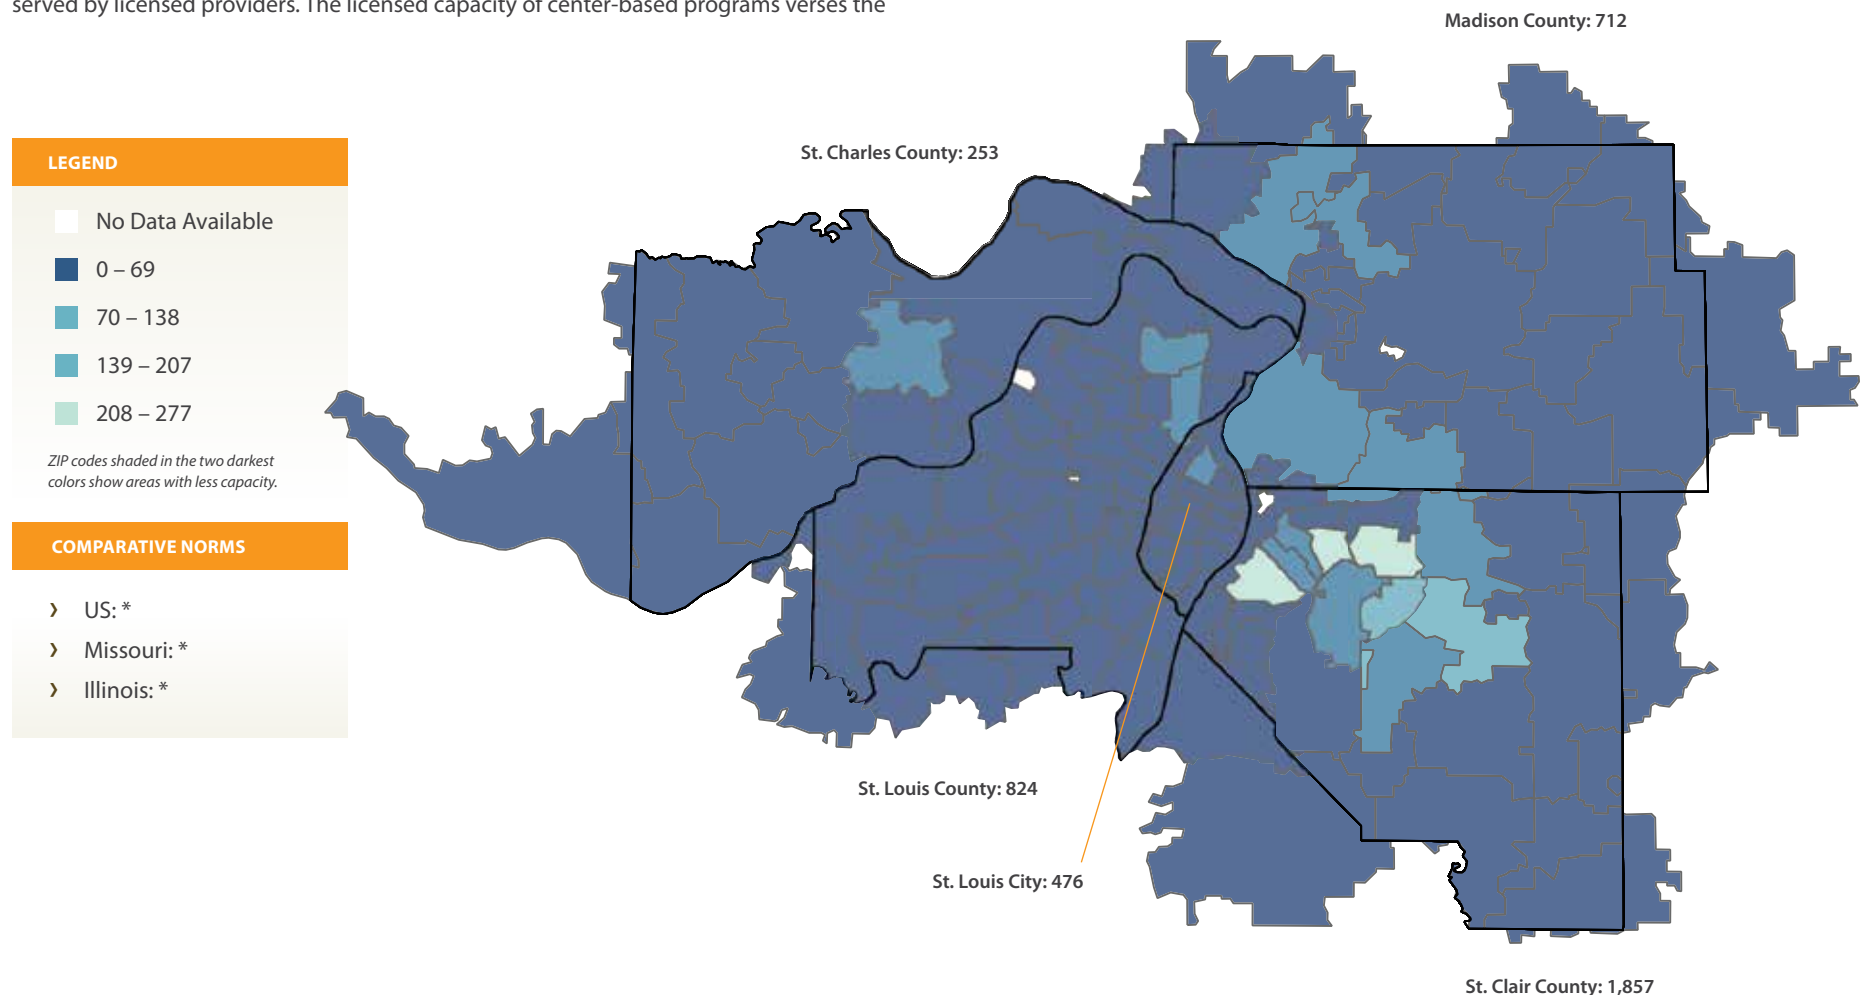 served by licensed providers. The licensed capacity of center-based programs verses the
Madison County: 712
St. Charles County: 253
LEGEND
No Data Available
0 – 69
70 – 138
139 – 207
208 – 277
ZIP codes shaded in the two darkest
colors show areas with less capacity.
COMPARATIVE NORMS
› US: *
› Missouri: *
› Illinois: *
St. Louis County: 824
St. Louis City: 476
St. Clair County: 1,857